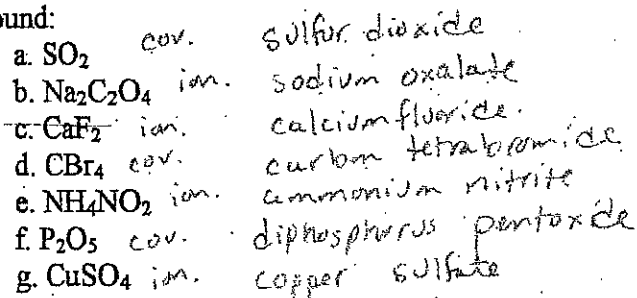 ound:
a. SO₂ cov. sulfur dioxide
b. Na₂C₂O₄ ion. sodium oxalate
c. CaF₂ ion. calcium fluoride.
d. CBr₄ cov. carbon tetrabromide
e. NH₄NO₂ ion. ammonium nitrite
f. P₂O₅ cov. diphosphorus pentoxide
g. CuSO₄ ion. copper sulfate